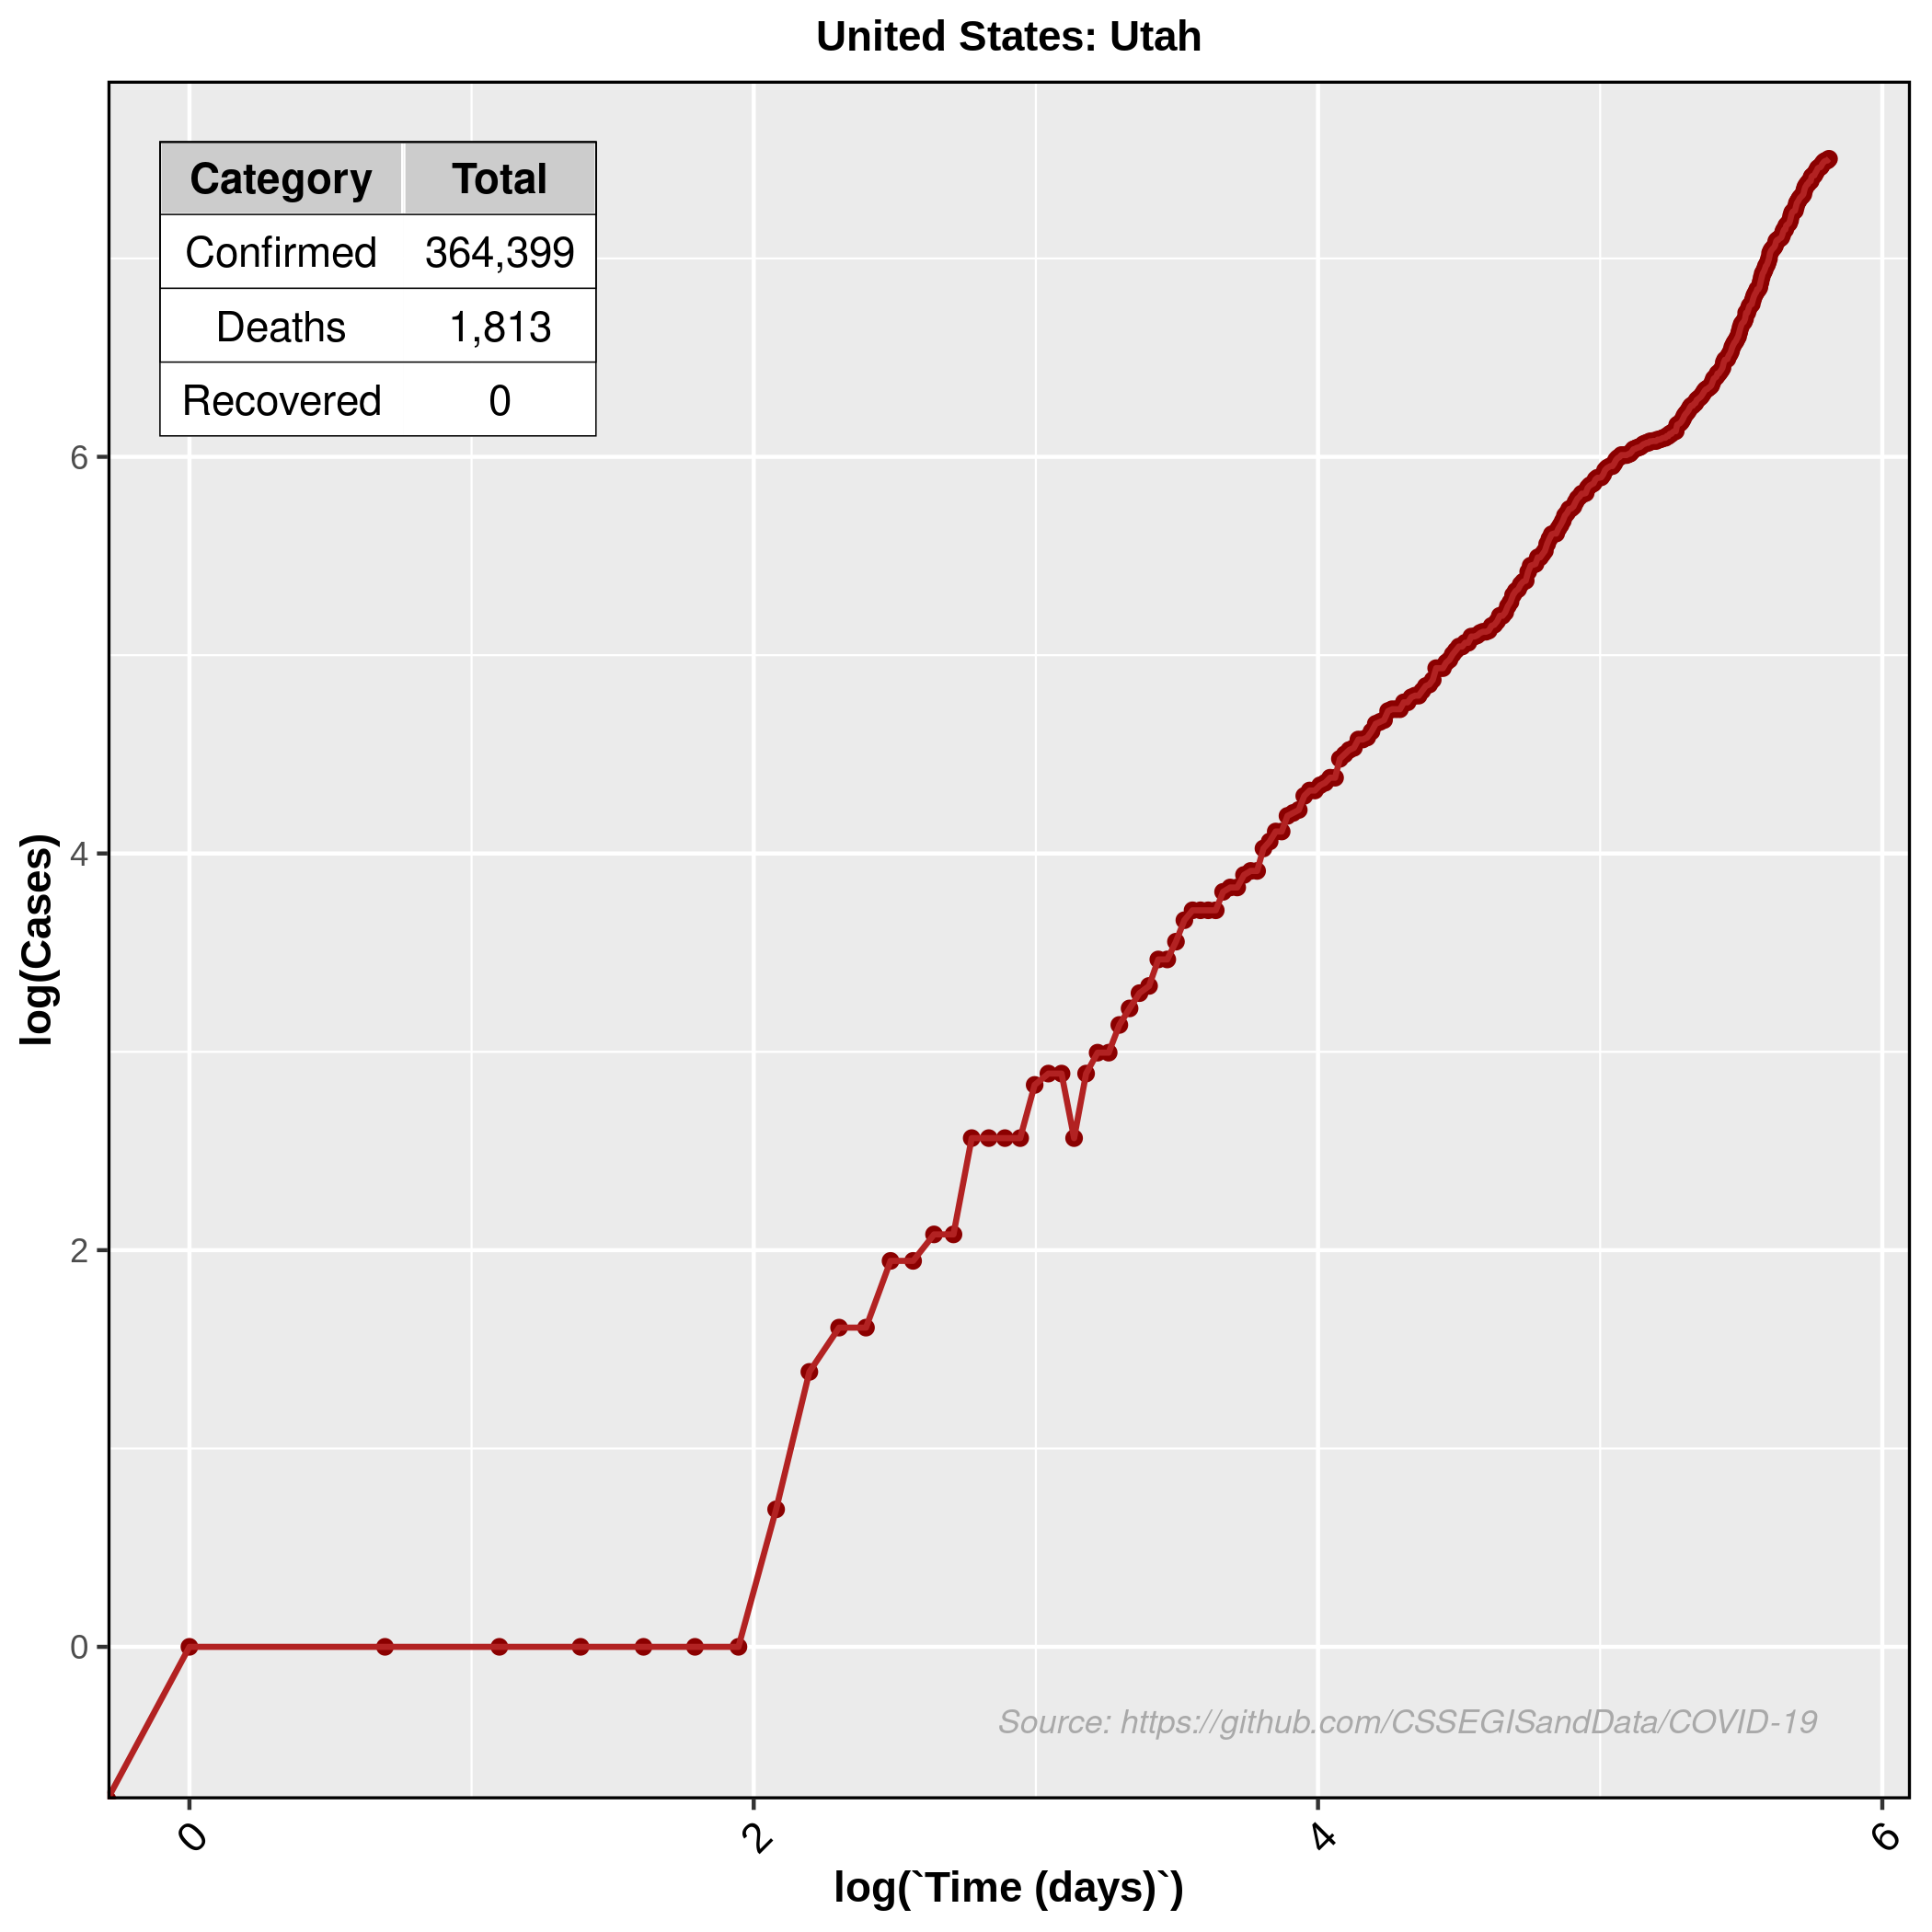 United States: Utah
Category Total
Confirmed 364,399
Deaths 1,813
Recovered 0
6
4
2
0
log(Cases)
Source: https://github.com/CSSEGISandData/COVID-19
0 2 4 6
log(`Time (days)`)